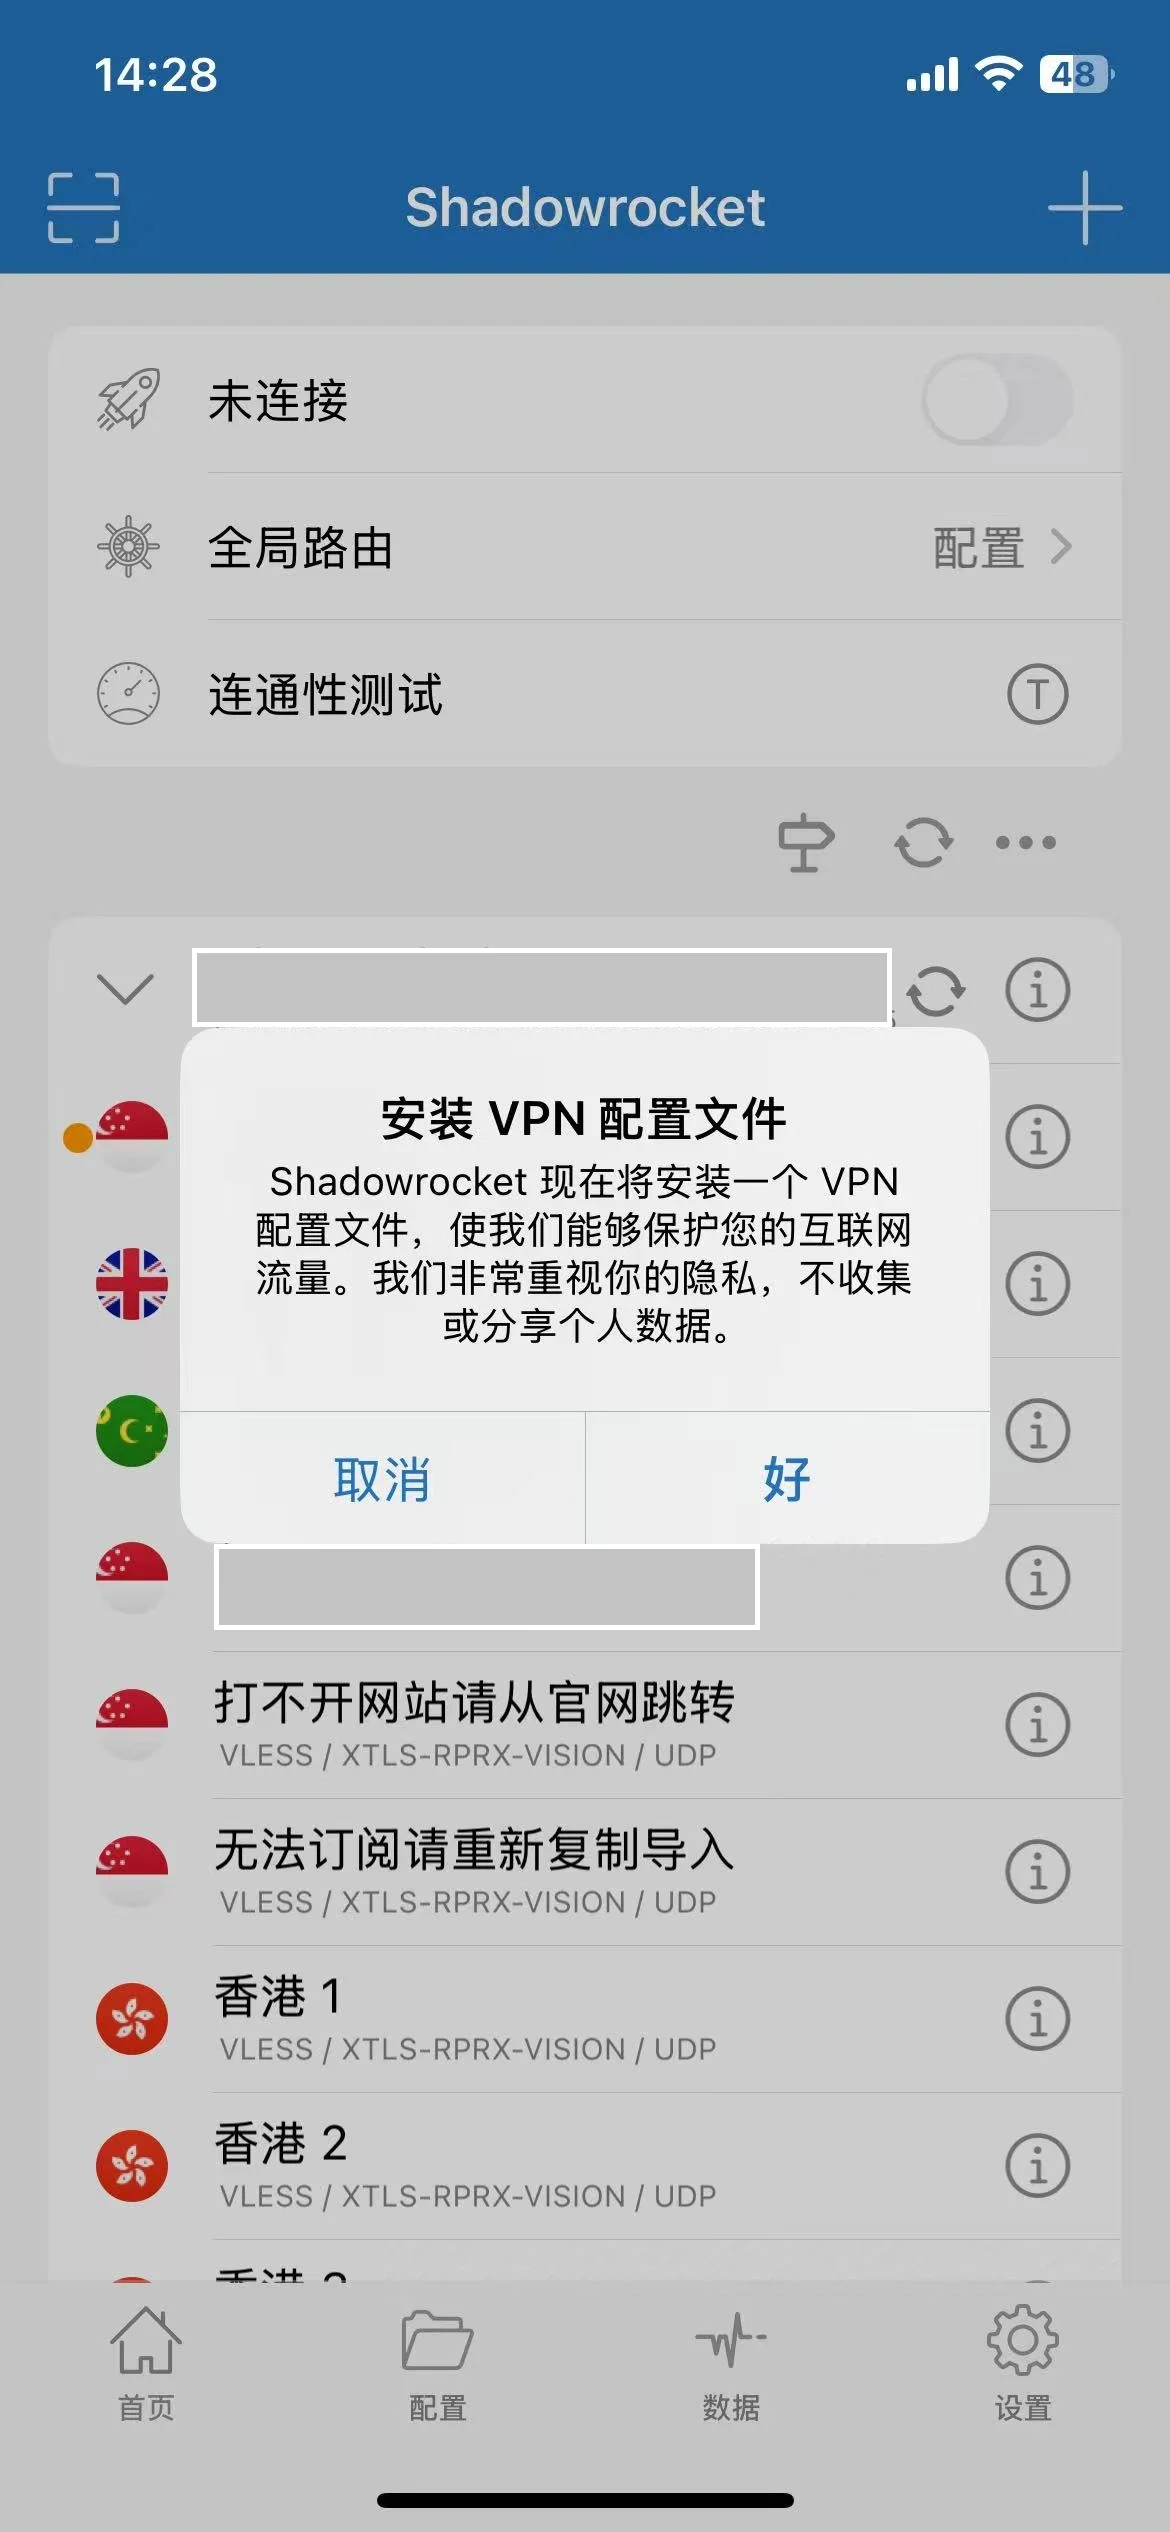 14:28
48
Shadowrocket
未连接
全局路由
配置
连通性测试
T
安装 VPN 配置文件
Shadowrocket 现在将安装一个 VPN
配置文件，使我们能够保护您的互联网
流量。我们非常重视你的隐私，不收集
或分享个人数据。
取消
好
打不开网站请从官网跳转
VLESS / XTLS-RPRX-VISION / UDP
无法订阅请重新复制导入
VLESS / XTLS-RPRX-VISION / UDP
香港 1
VLESS / XTLS-RPRX-VISION / UDP
香港 2
VLESS / XTLS-RPRX-VISION / UDP
首页
配置
数据
设置